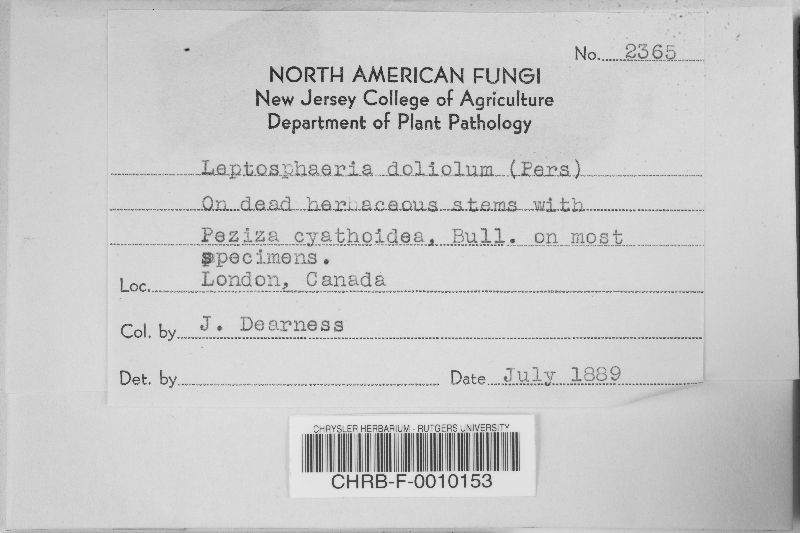 No. 2365
NORTH AMERICAN FUNGI
New Jersey College of Agriculture
Department of Plant Pathology
Leptosphaeria doliolum (Pers)
On dead herbaceous stems with
Peziza cyathoidea, Bull. on most
specimens.
Loc. London, Canada
Col. by J. Dearness
Det. by
Date July 1889
CHRYSLER HERBARIUM - RUTGERS UNIVERSITY
CHRB-F-0010153